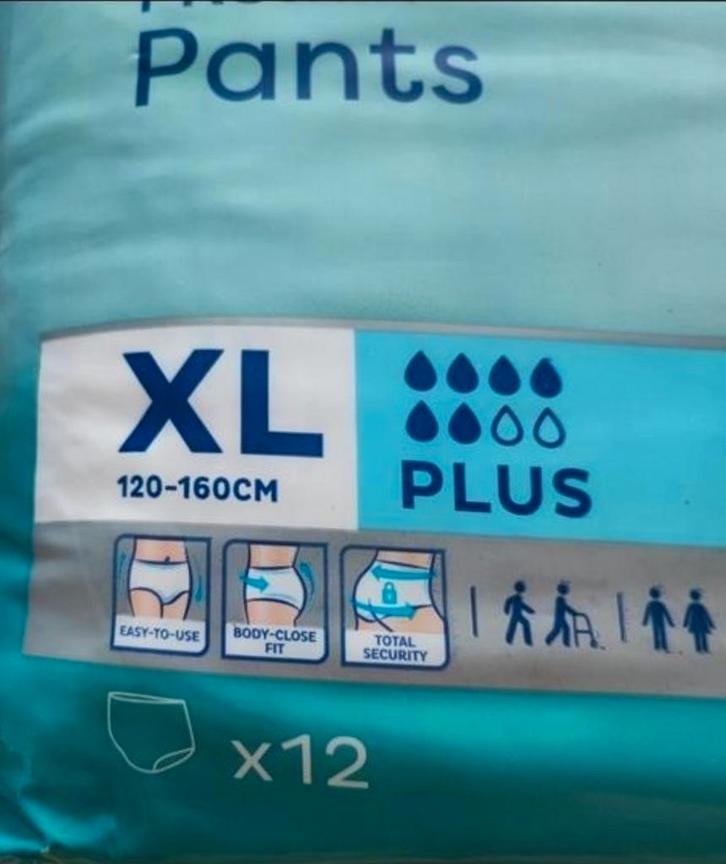 Pants
XL
120-160CM
PLUS
EASY-TO-USE
BODY-CLOSE
FIT
TOTAL
SECURITY
x12